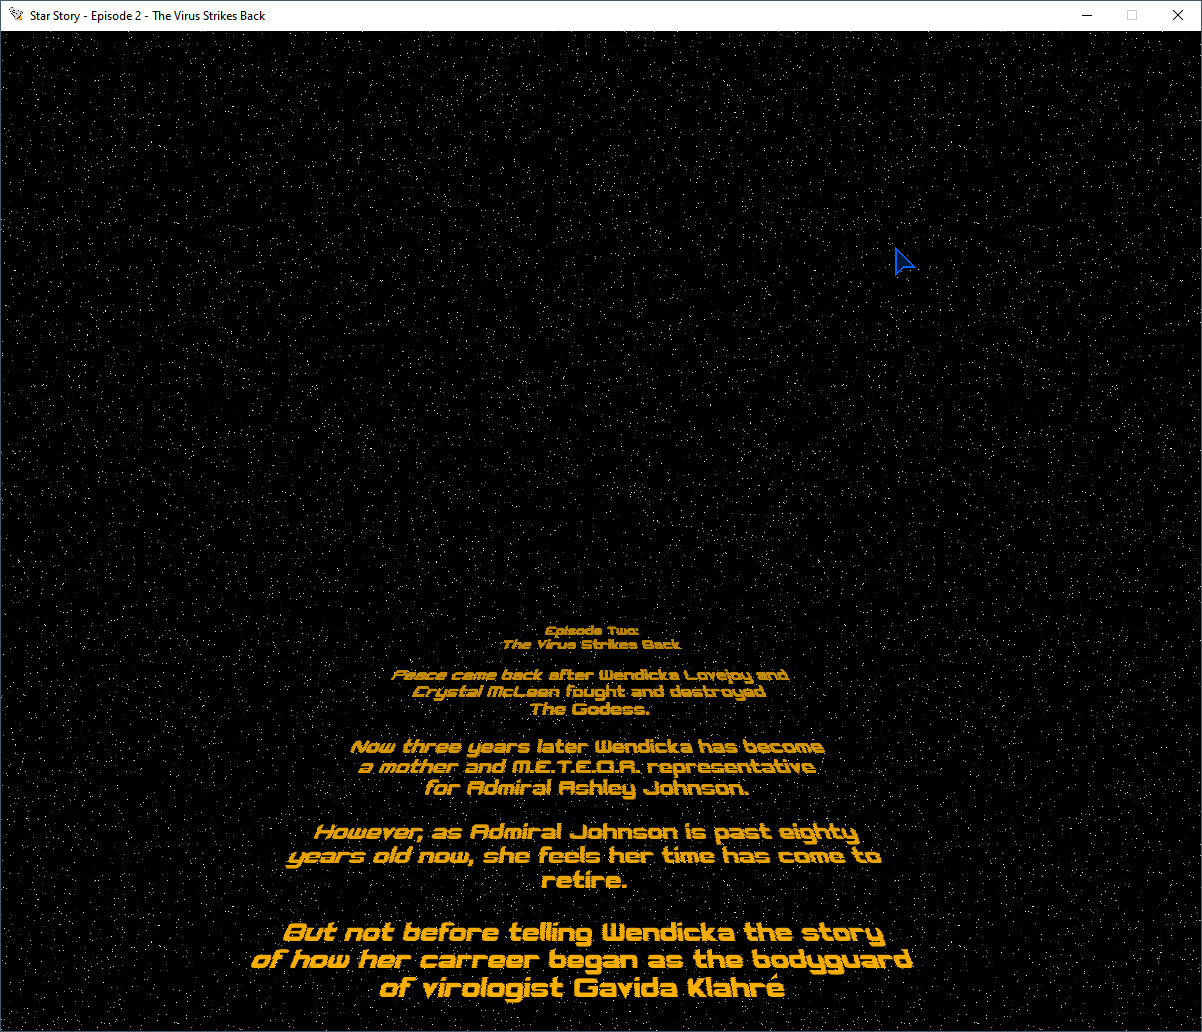 Star Story - Episode 2 - The Virus Strikes Back
Episode Two:
The Virus Strikes Back
Peace came back after Wendicka Lovejoy and
Crystal McLeen fought and destroyed
The Godess.
Now three years later Wendicka has become
a mother and M.E.T.E.O.R. representative
for Admiral Ashley Johnson.
However, as Admiral Johnson is past eighty
years old now, she feels her time has come to
retire.
But not before telling Wendicka the story
of how her carreer began as the bodyguard
of virologist Gavida Klahré